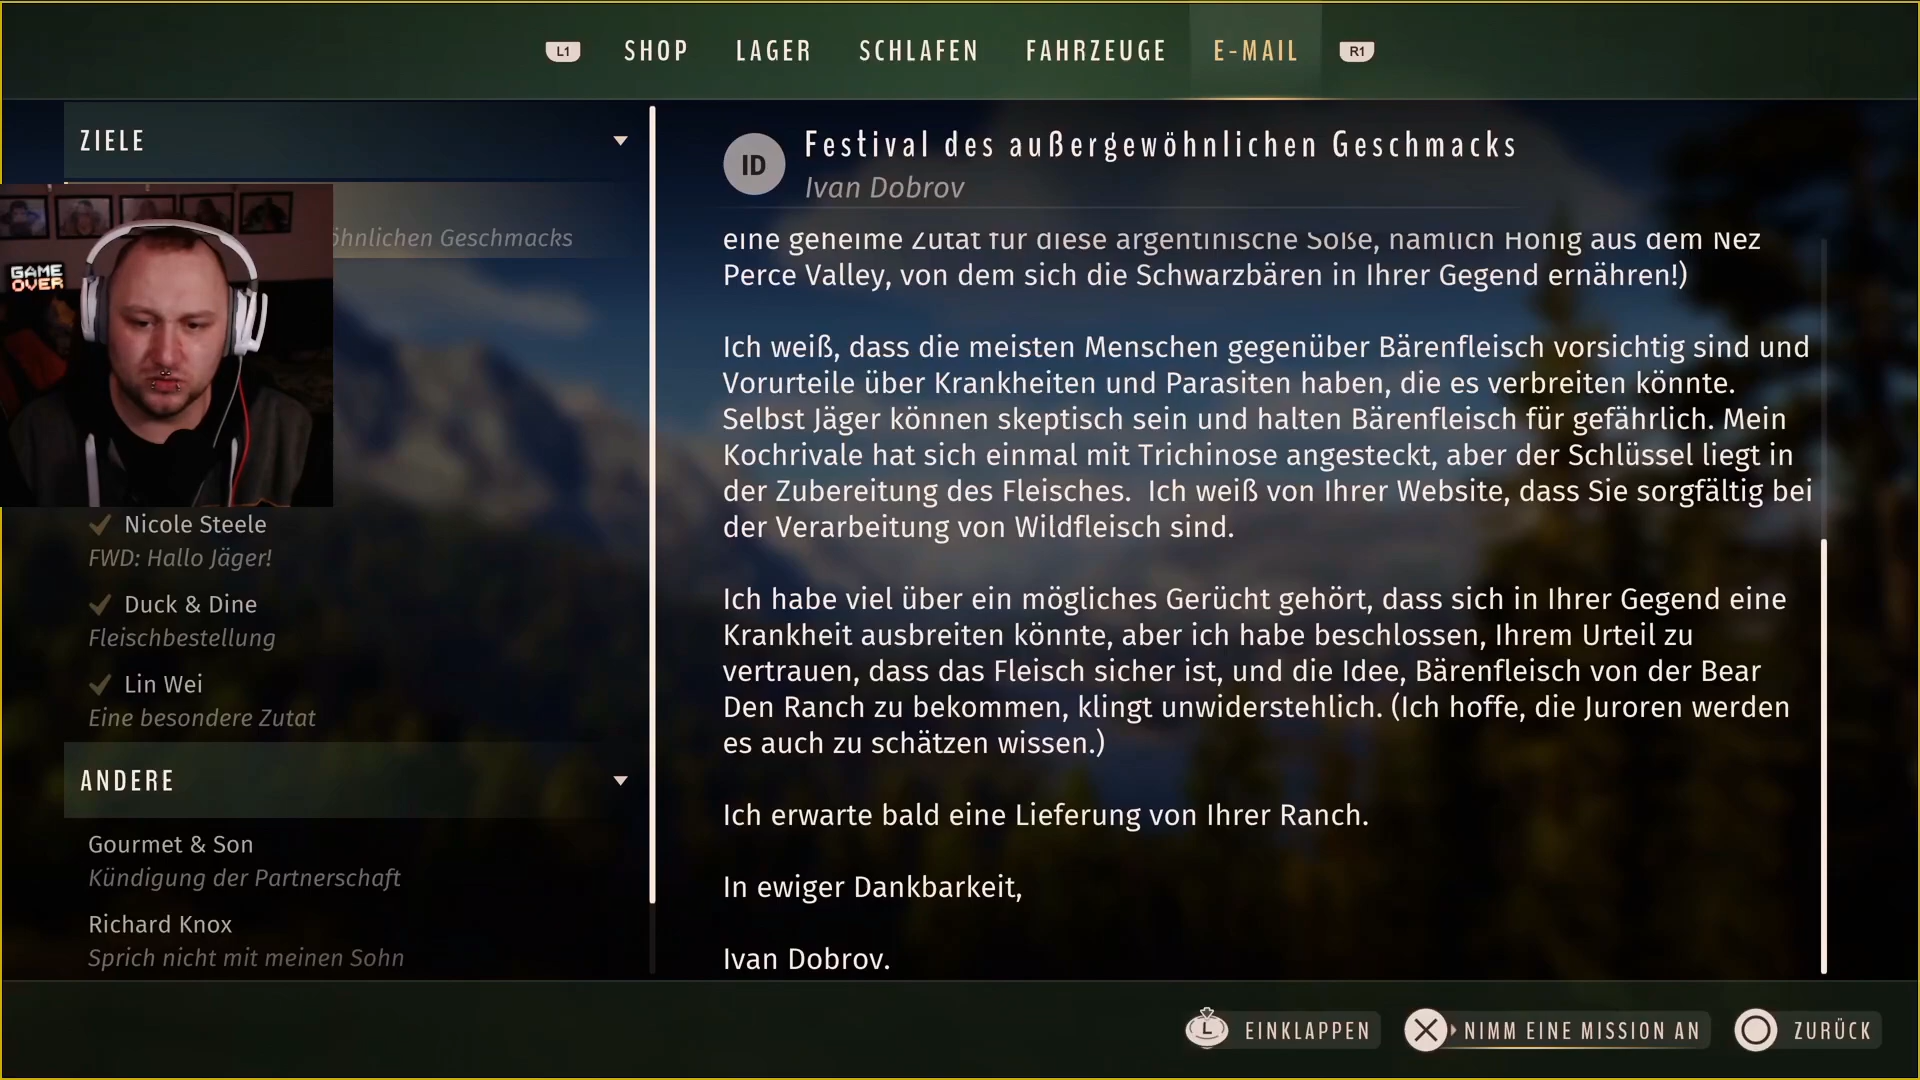 L1 SHOP LAGER SCHLAFEN FAHRZEUGE E-MAIL R1
ZIELE
öhnlichen Geschmacks
GAME
OVER
Nicole Steele
FWD: Hallo Jäger!
Duck & Dine
Fleischbestellung
Lin Wei
Eine besondere Zutat
ANDERE
Gourmet & Son
Kündigung der Partnerschaft
Richard Knox
Sprich nicht mit meinen Sohn
ID
Festival des außergewöhnlichen Geschmacks
Ivan Dobrov
eine geheime Zutat für diese argentinische Soße, nämlich Honig aus dem Nez
Perce Valley, von dem sich die Schwarzbären in Ihrer Gegend ernähren!)
Ich weiß, dass die meisten Menschen gegenüber Bärenfleisch vorsichtig sind und
Vorurteile über Krankheiten und Parasiten haben, die es verbreiten könnte.
Selbst Jäger können skeptisch sein und halten Bärenfleisch für gefährlich. Mein
Kochrivale hat sich einmal mit Trichinose angesteckt, aber der Schlüssel liegt in
der Zubereitung des Fleisches. Ich weiß von Ihrer Website, dass Sie sorgfältig bei
der Verarbeitung von Wildfleisch sind.
Ich habe viel über ein mögliches Gerücht gehört, dass sich in Ihrer Gegend eine
Krankheit ausbreiten könnte, aber ich habe beschlossen, Ihrem Urteil zu
vertrauen, dass das Fleisch sicher ist, und die Idee, Bärenfleisch von der Bear
Den Ranch zu bekommen, klingt unwiderstehlich. (Ich hoffe, die Juroren werden
es auch zu schätzen wissen.)
Ich erwarte bald eine Lieferung von Ihrer Ranch.
In ewiger Dankbarkeit,
Ivan Dobrov.
L EINKLAPPEN NIMM EINE MISSION AN ZURÜCK